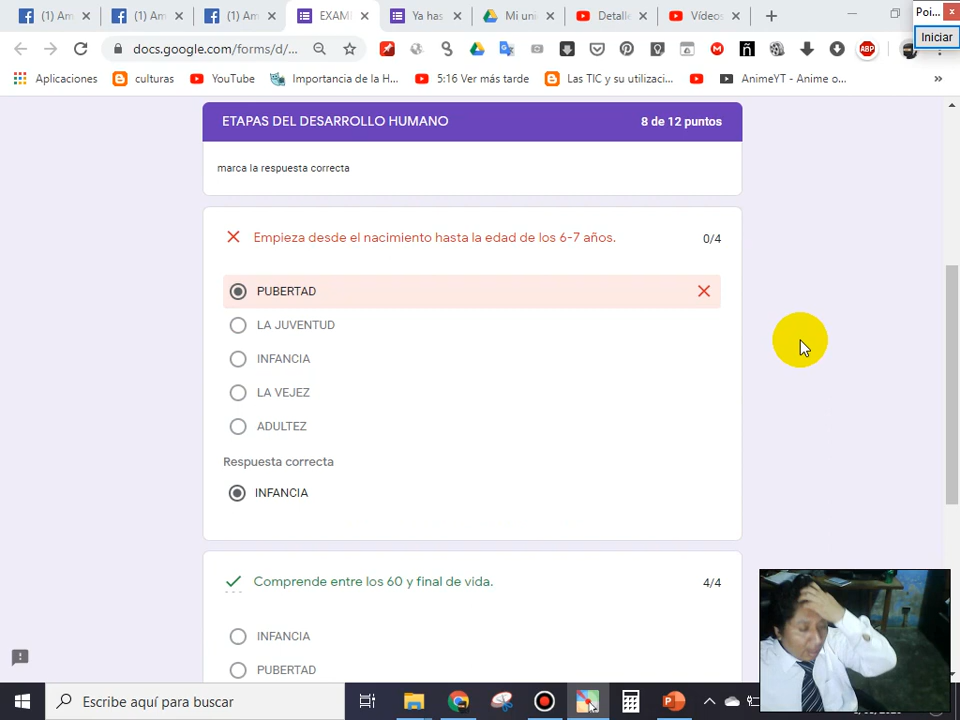 (1) Am
(1) Am
(1) Am
EXAM
Ya has
Mi uni
Detalle
Vídeos
Poi...
Iniciar
docs.google.com/forms/d/...
Aplicaciones
culturas
YouTube
Importancia de la H...
5:16 Ver más tarde
Las TIC y su utilizaci...
AnimeYT - Anime o...
»
ETAPAS DEL DESARROLLO HUMANO
8 de 12 puntos
marca la respuesta correcta
Empieza desde el nacimiento hasta la edad de los 6-7 años.
0/4
PUBERTAD
LA JUVENTUD
INFANCIA
LA VEJEZ
ADULTEZ
Respuesta correcta
INFANCIA
Comprende entre los 60 y final de vida.
4/4
INFANCIA
PUBERTAD
Escribe aquí para buscar